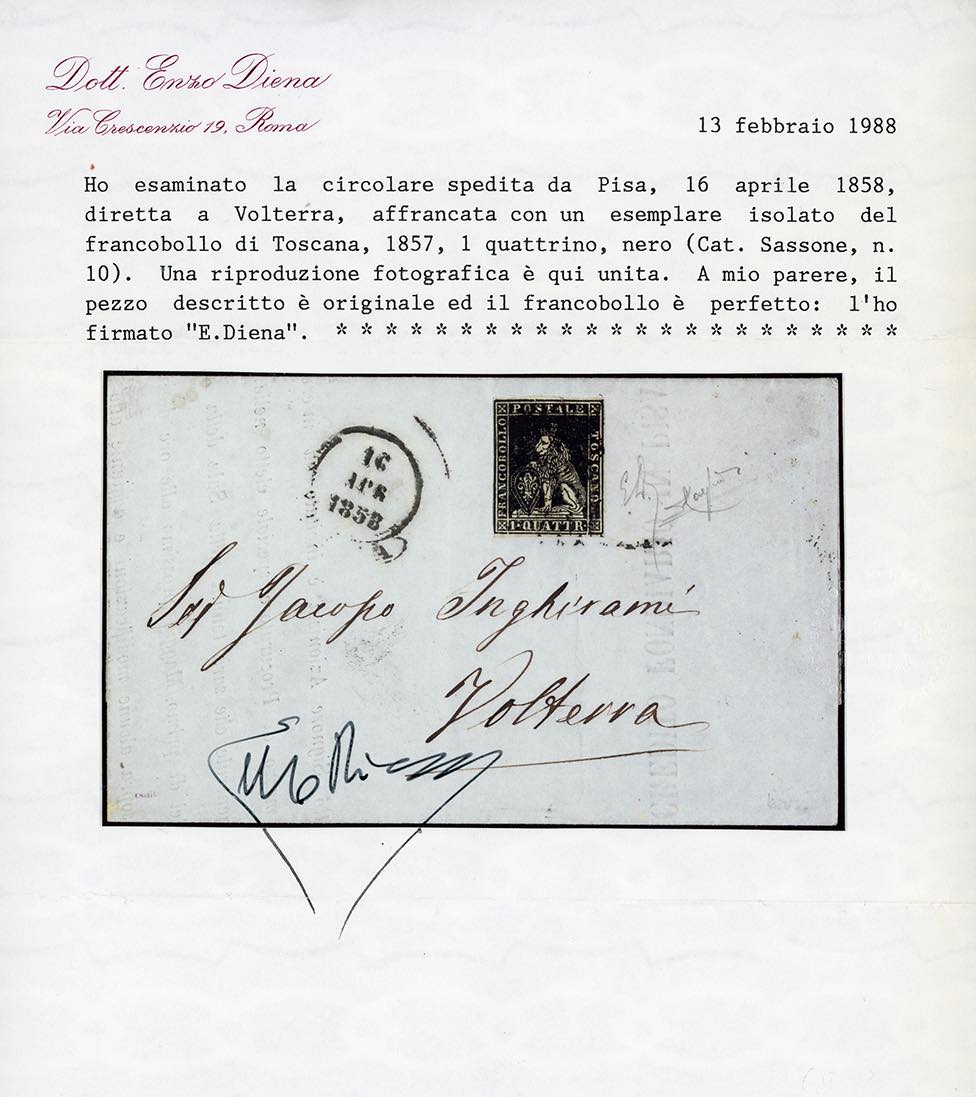 Dott. Enzo Diena
Via Crescenzio 19, Roma
13 febbraio 1988
Ho esaminato la circolare spedita da Pisa, 16 aprile 1858,
diretta a Volterra, affrancata con un esemplare isolato del
francobollo di Toscana, 1857, 1 quattrino, nero (Cat. Sassone, n.
10). Una riproduzione fotografica è qui unita. A mio parere, il
pezzo descritto è originale ed il francobollo è perfetto: l'ho
firmato "E.Diena". * * * * * * * * * * * * * * * * * * * * * * *
16
APR
1858
FRANCOBOLLO
POSTALE
TOSCANO
1 QUATTR
Jacopo Inghirami
Volterra